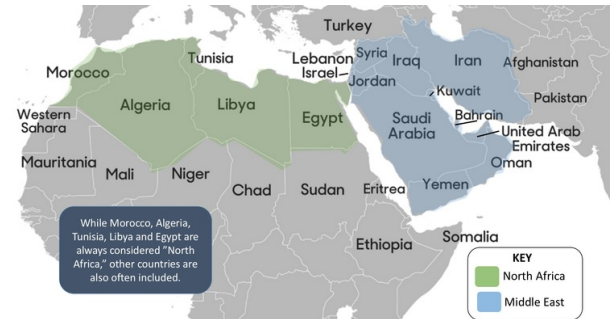 Turkey
Tunisia
Lebanon
Syria
Israel
Iraq
Iran
Afghanistan
Morocco
Jordan
Kuwait
Pakistan
Algeria
Libya
Egypt
Western
Sahara
Saudi
Arabia
Bahrain
United Arab
Emirates
Mauritania
Mali
Niger
Chad
Sudan
Eritrea
Yemen
Oman
Ethiopia
Somalia
While Morocco, Algeria,
Tunisia, Libya and Egypt are
always considered “North
Africa,” other countries are
also often included.
KEY
North Africa
Middle East